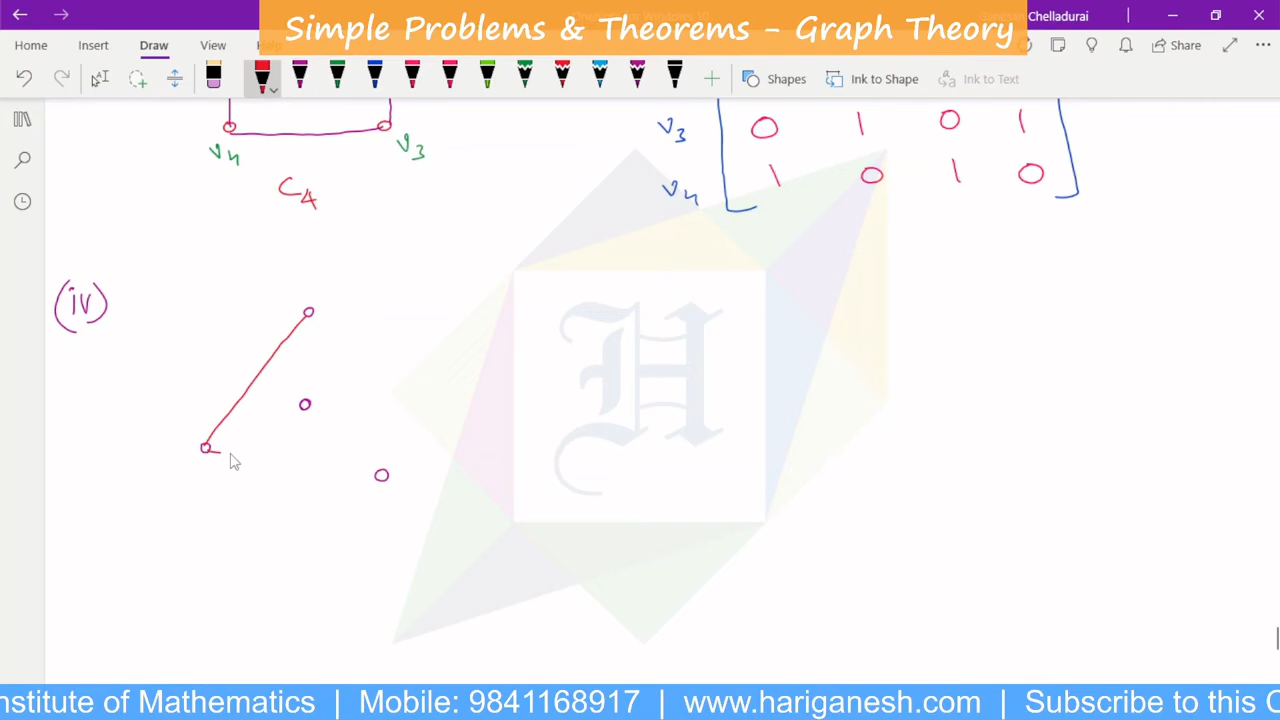 Simple Problems & Theorems - Graph Theory
Chelladurai
Home Insert Draw View
Shapes Ink to Shape Ink to Text Share
v3 0 1 0 1
v4 v3
v4 1 0 1 0
C4
(iv)
H
nstitute of Mathematics | Mobile: 9841168917 | www.hariganesh.com | Subscribe to this C